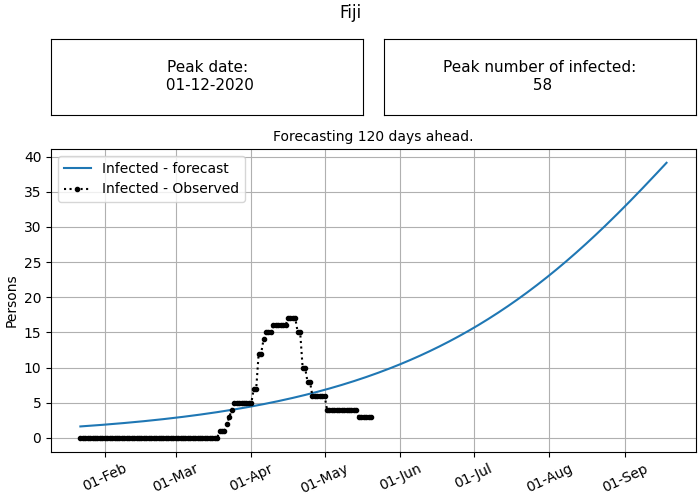 Fiji
Peak date:
01-12-2020
Peak number of infected:
58
Forecasting 120 days ahead.
Infected - forecast
Infected - Observed
Persons
40
35
30
25
20
15
10
5
0
01-Feb
01-Mar
01-Apr
01-May
01-Jun
01-Jul
01-Aug
01-Sep